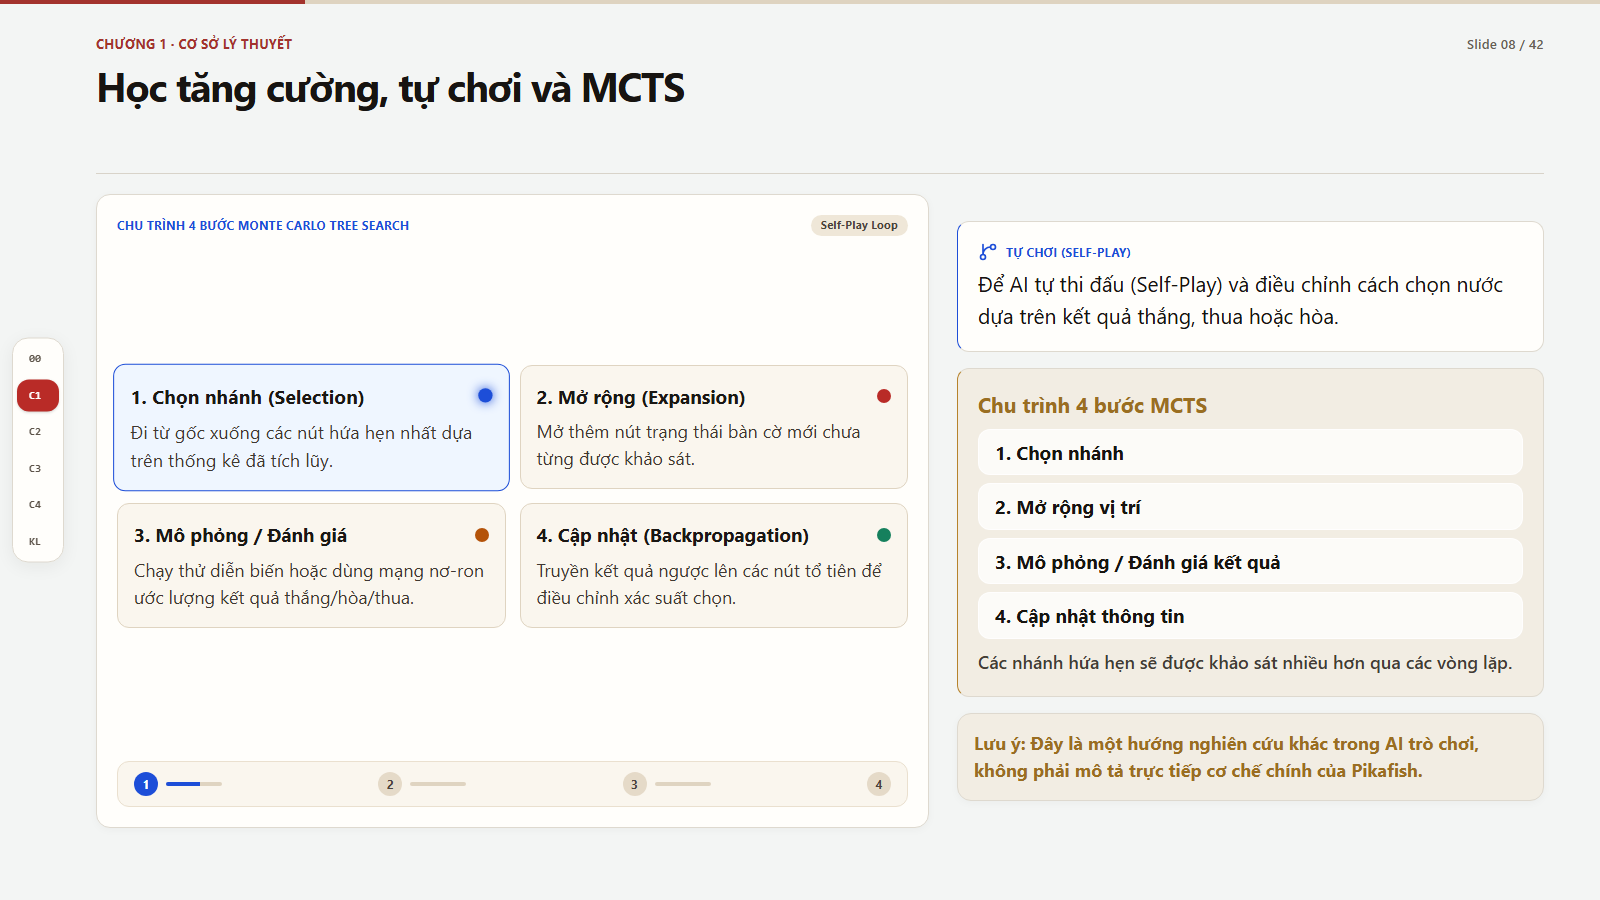 CHƯƠNG 1 · CƠ SỞ LÝ THUYẾT
Slide 08 / 42
Học tăng cường, tự chơi và MCTS
00
C1
C2
C3
C4
KL
CHU TRÌNH 4 BƯỚC MONTE CARLO TREE SEARCH
Self-Play Loop
1. Chọn nhánh (Selection)
Đi từ gốc xuống các nút hứa hẹn nhất dựa
trên thống kê đã tích lũy.
2. Mở rộng (Expansion)
Mở thêm nút trạng thái bàn cờ mới chưa
từng được khảo sát.
3. Mô phỏng / Đánh giá
Chạy thử diễn biến hoặc dùng mạng nơ-ron
ước lượng kết quả thắng/hòa/thua.
4. Cập nhật (Backpropagation)
Truyền kết quả ngược lên các nút tổ tiên để
điều chỉnh xác suất chọn.
1
2
3
4
TỰ CHƠI (SELF-PLAY)
Để AI tự thi đấu (Self-Play) và điều chỉnh cách chọn nước
dựa trên kết quả thắng, thua hoặc hòa.
Chu trình 4 bước MCTS
1. Chọn nhánh
2. Mở rộng vị trí
3. Mô phỏng / Đánh giá kết quả
4. Cập nhật thông tin
Các nhánh hứa hẹn sẽ được khảo sát nhiều hơn qua các vòng lặp.
Lưu ý: Đây là một hướng nghiên cứu khác trong AI trò chơi,
không phải mô tả trực tiếp cơ chế chính của Pikafish.